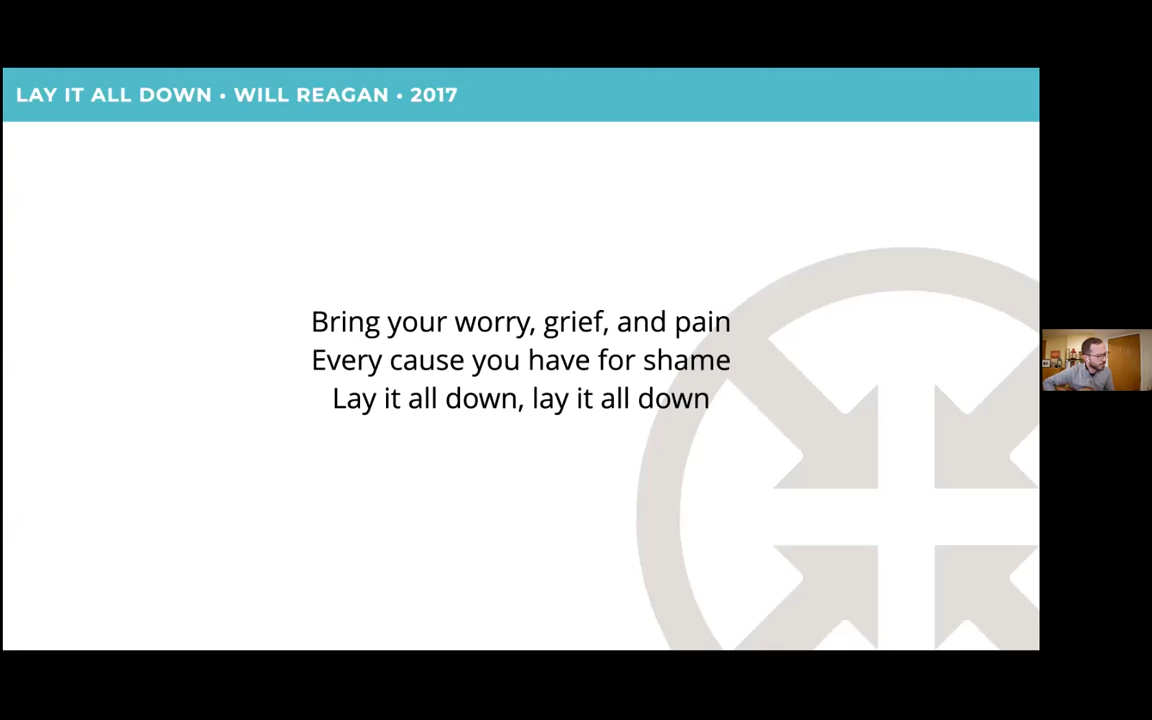 LAY IT ALL DOWN • WILL REAGAN • 2017
Bring your worry, grief, and pain
Every cause you have for shame
Lay it all down, lay it all down